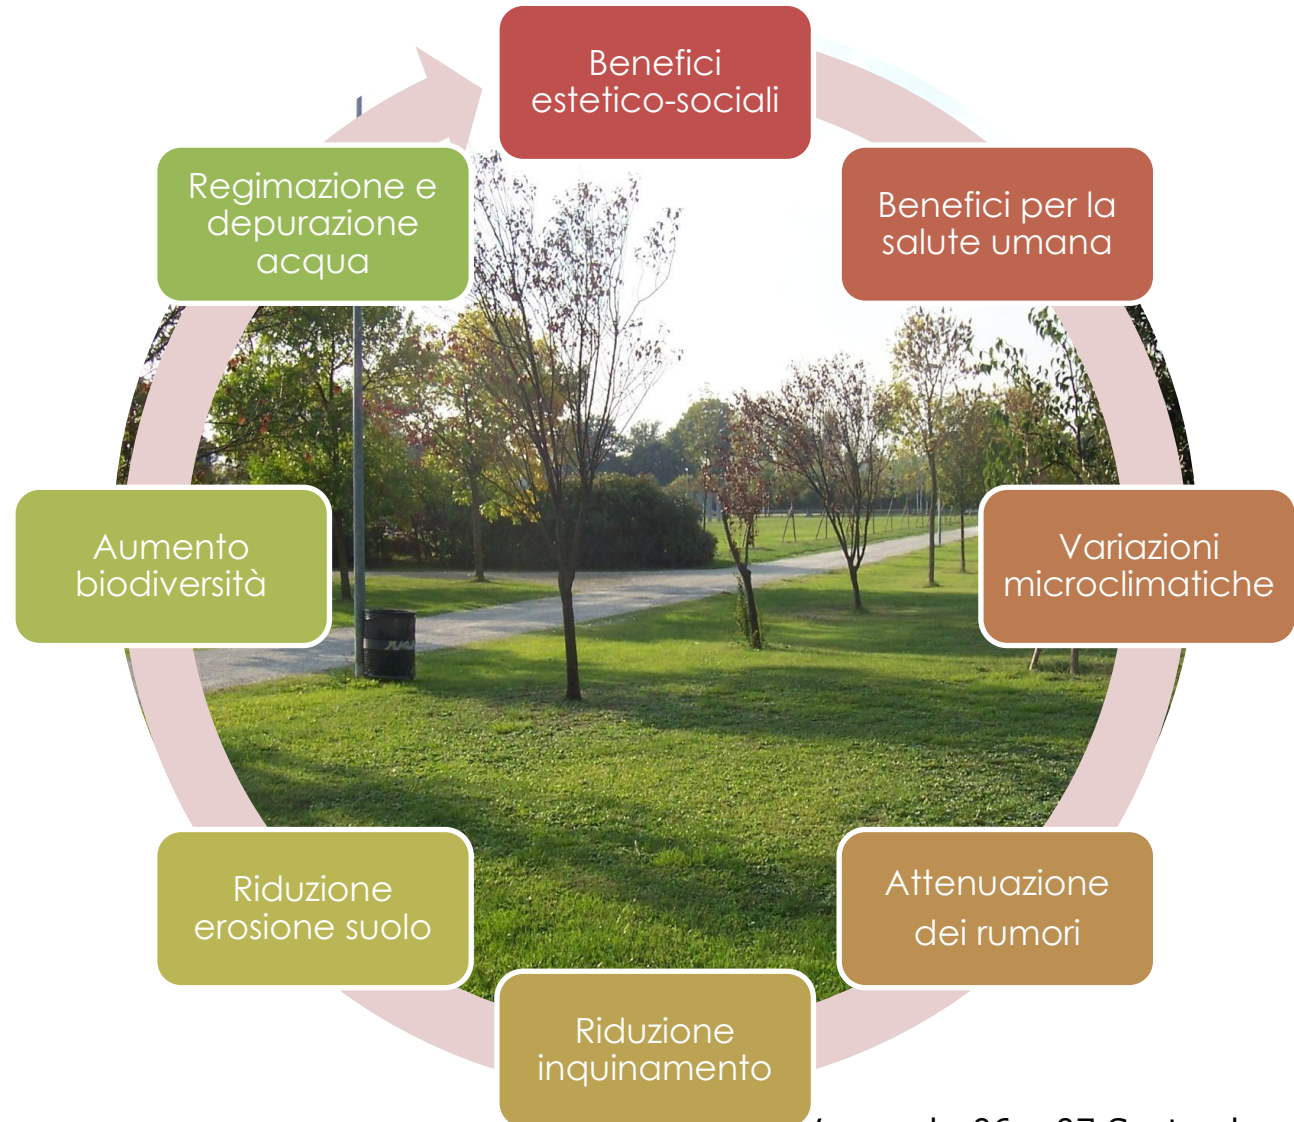 Benefici
estetico-sociali
Benefici per la
salute umana
Variazioni
microclimatiche
Attenuazione
dei rumori
Riduzione
inquinamento
Riduzione
erosione suolo
Aumento
biodiversità
Regimazione e
depurazione
acqua